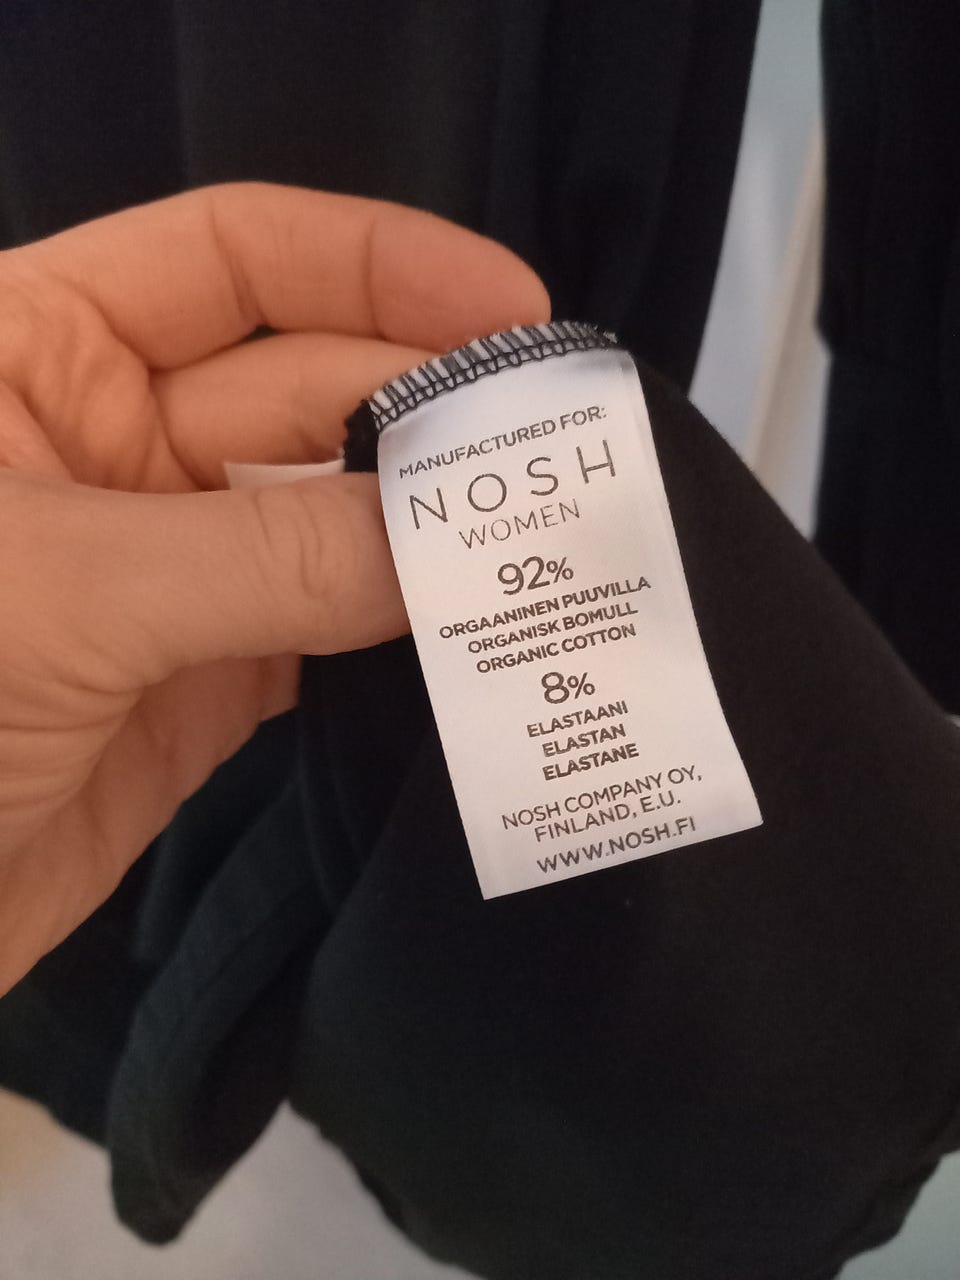 MANUFACTURED FOR:
NOSH
WOMEN
92%
ORGAANINEN PUUVILLA
ORGANISK BOMULL
ORGANIC COTTON
8%
ELASTAANI
ELASTAN
ELASTANE
NOSH COMPANY OY,
FINLAND, E.U.
WWW.NOSH.FI